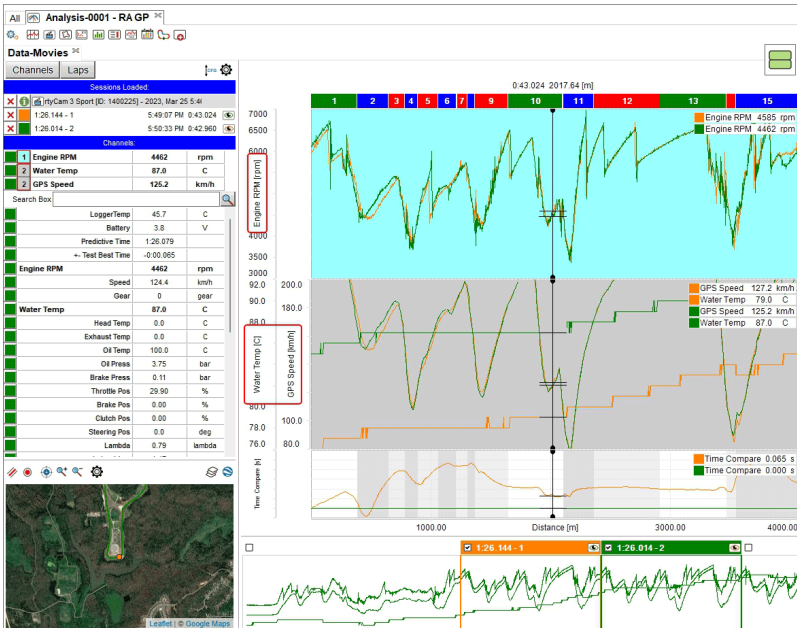 All Analysis-0001 - RA GP
Data-Movies
Channels Laps
Sessions Loaded:
rtyCam 3 Sport [ID: 1400225] - 2023, Mar 25 5:4
1:26.144 - 1 5:49:07 PM 0:43.024
1:26.014 - 2 5:50:33 PM 0:42.960
Channels:
1 Engine RPM 4462 rpm
2 Water Temp 87.0 C
2 GPS Speed 125.2 km/h
Search Box
LoggerTemp 45.7 C
Battery 3.8 V
Predictive Time 1:26.079
+- Test Best Time -0:00.065
Engine RPM 4462 rpm
Speed 124.4 km/h
Gear 0 gear
Water Temp 87.0 C
Head Temp 0.0 C
Exhaust Temp 0.0 C
Oil Temp 100.0 C
Oil Press 3.75 bar
Brake Press 0.11 bar
Throttle Pos 29.90 %
Brake Pos 0.00 %
Clutch Pos 0.00 %
Steering Pos 0.0 deg
Lambda 0.79 lambda
Leaflet | © Google Maps
0:43.024 2017.64 [m]
1 2 3 4 5 6 7 9 10 11 12 13 15
7000
6500
6000
4000
3500
3000
Engine RPM [rpm]
Engine RPM 4585 rpm
Engine RPM 4462 rpm
92.0 200.0
90.0 180.0
88.0
80.0 100.0
78.0
76.0 80.0
Water Temp [C]
GPS Speed [km/h]
GPS Speed 127.2 km/h
Water Temp 79.0 C
GPS Speed 125.2 km/h
Water Temp 87.0 C
Time Compare [s]
Time Compare 0.065 s
Time Compare 0.000 s
1000.00 Distance [m] 3000.00 4000.00
1:26.144 - 1 1:26.014 - 2